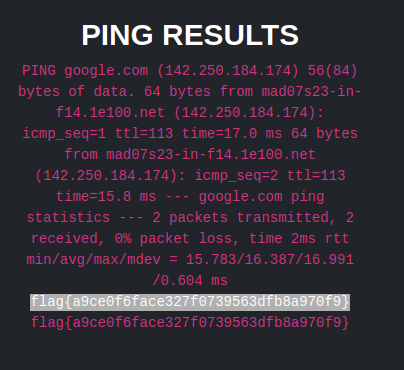 PING RESULTS
PING google.com (142.250.184.174) 56(84)
bytes of data. 64 bytes from mad07s23-in-
f14.1e100.net (142.250.184.174):
icmp_seq=1 ttl=113 time=17.0 ms 64 bytes
from mad07s23-in-f14.1e100.net
(142.250.184.174): icmp_seq=2 ttl=113
time=15.8 ms --- google.com ping
statistics --- 2 packets transmitted, 2
received, 0% packet loss, time 2ms rtt
min/avg/max/mdev = 15.783/16.387/16.991
/0.604 ms
flag{a9ce0f6face327f0739563dfb8a970f9}
flag{a9ce0f6face327f0739563dfb8a970f9}